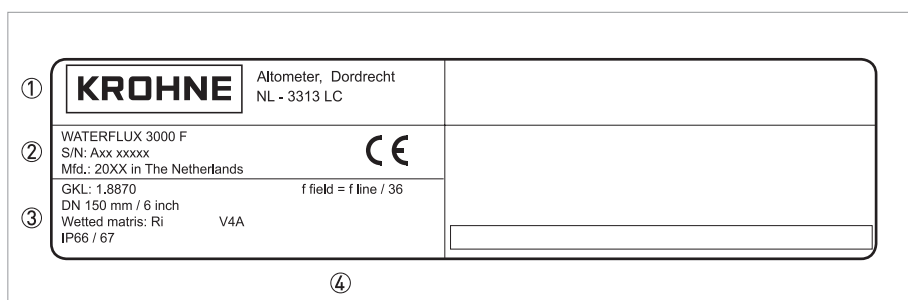 ①
KROHNE
Altometer, Dordrecht
NL - 3313 LC
②
WATERFLUX 3000 F
S/N: Axx xxxxx
Mfd.: 20XX in The Netherlands
CE
③
GKL: 1.8870
f field = f line / 36
DN 150 mm / 6 inch
Wetted matris: Ri V4A
IP66 / 67
④